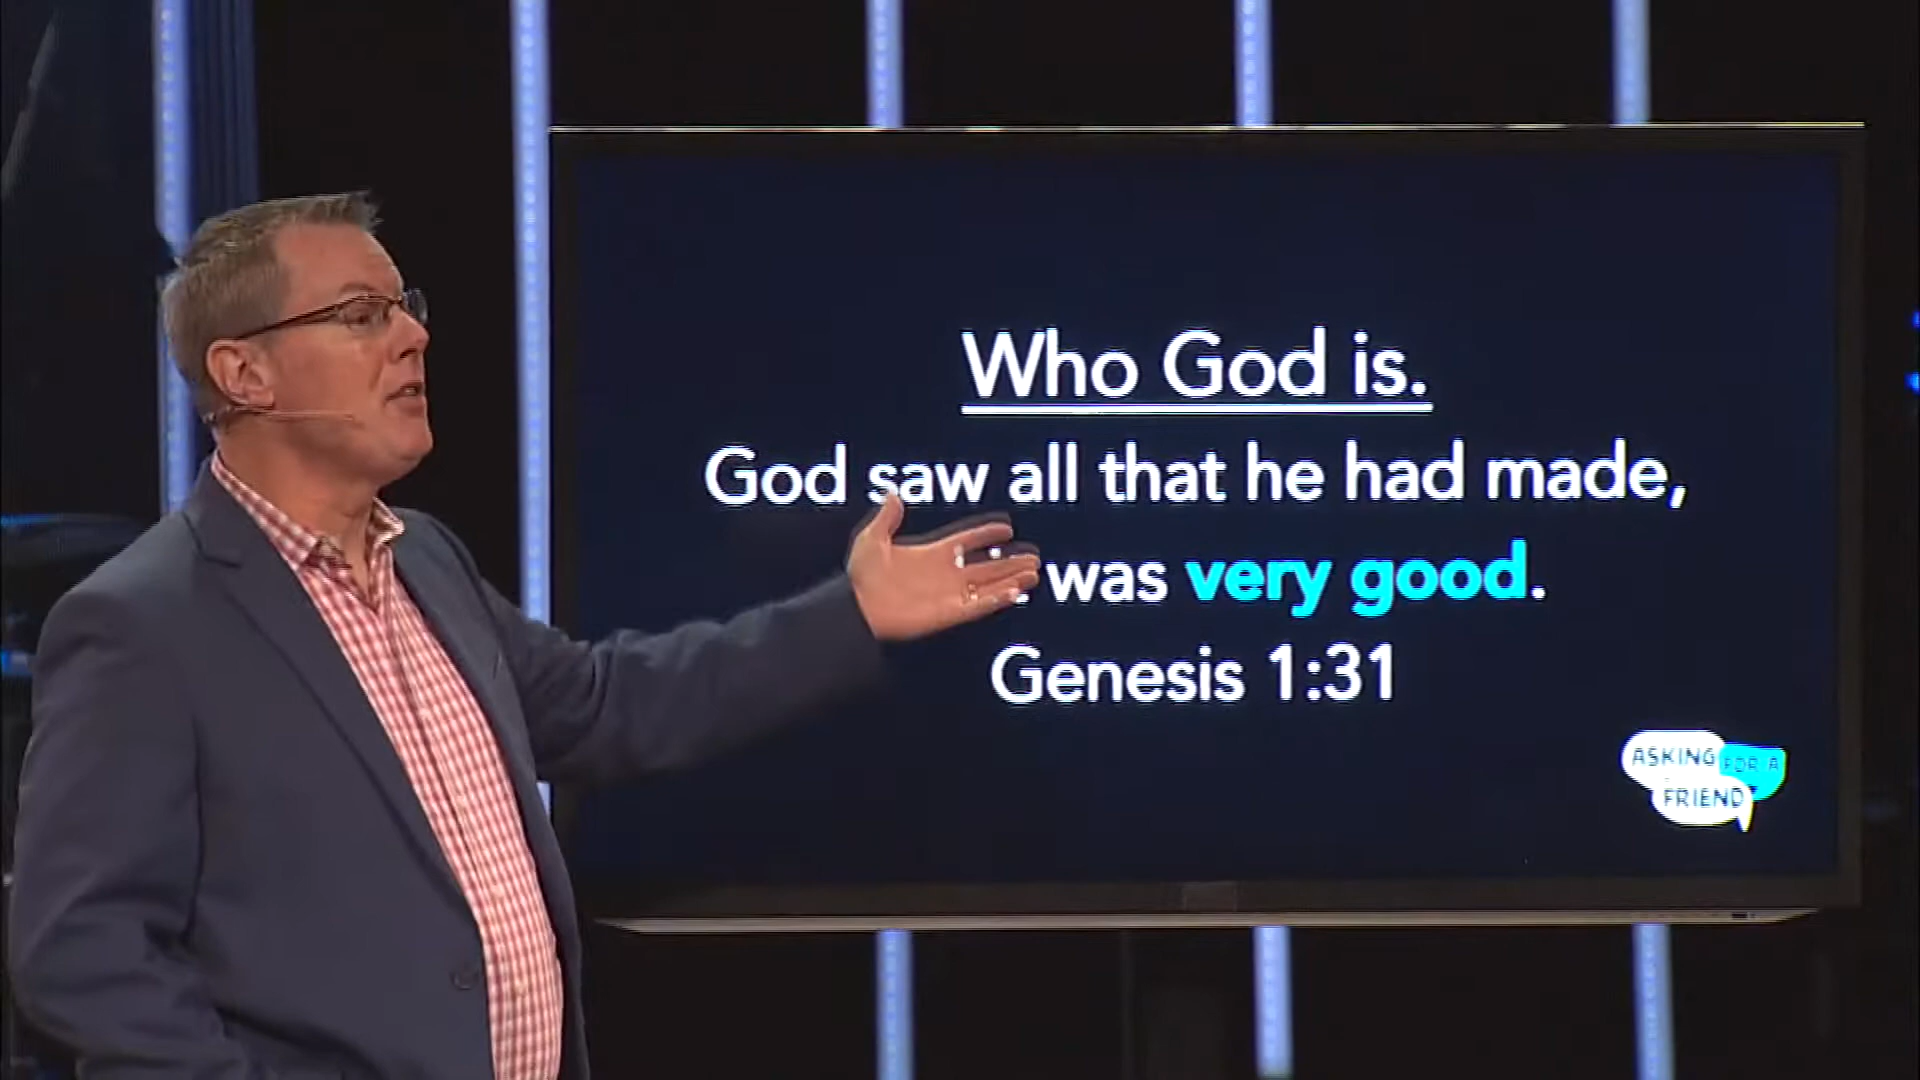 Who God is.
God saw all that he had made,
was very good.
Genesis 1:31
ASKING
FOR A
FRIEND